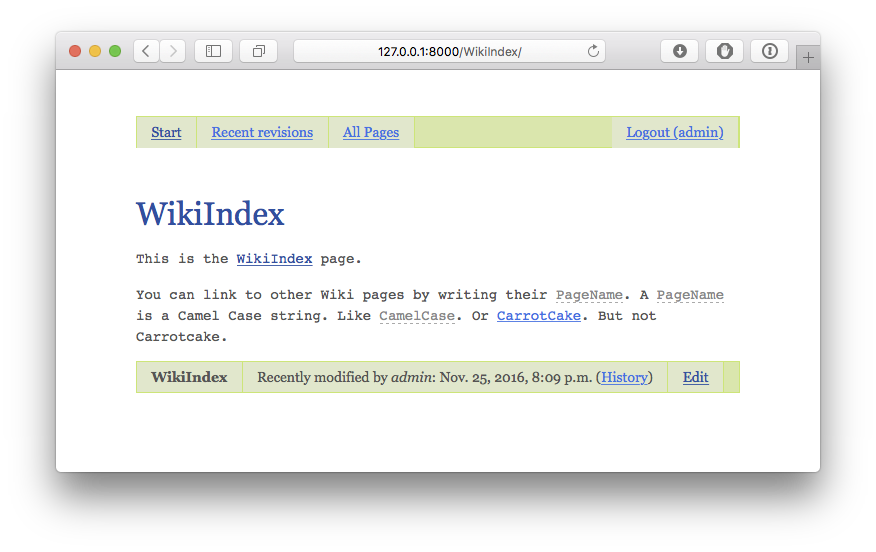 127.0.0.1:8000/WikiIndex/
Start Recent revisions All Pages Logout (admin)
WikiIndex
This is the WikiIndex page.
You can link to other Wiki pages by writing their PageName. A PageName
is a Camel Case string. Like CamelCase. Or CarrotCake. But not
Carrotcake.
WikiIndex Recently modified by admin: Nov. 25, 2016, 8:09 p.m. (History) Edit